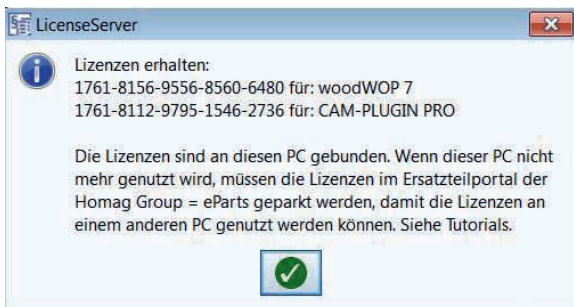 LicenseServer
Lizenzen erhalten:
1761-8156-9556-8560-6480 für: woodWOP 7
1761-8112-9795-1546-2736 für: CAM-PLUGIN PRO
Die Lizenzen sind an diesen PC gebunden. Wenn dieser PC nicht
mehr genutzt wird, müssen die Lizenzen im Ersatzteilportal der
Homag Group = eParts geparkt werden, damit die Lizenzen an
einem anderen PC genutzt werden können. Siehe Tutorials.